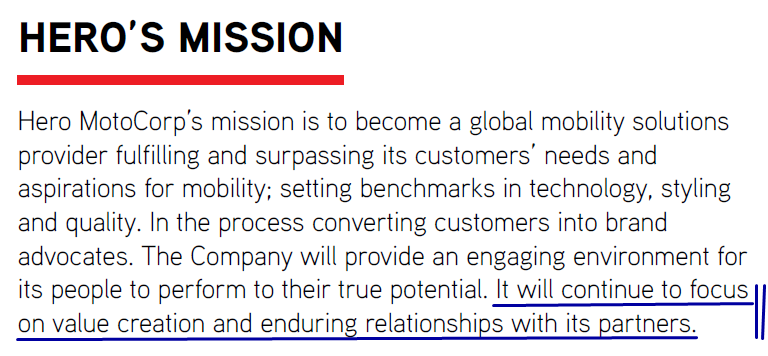 HERO'S MISSION
Hero MotoCorp's mission is to become a global mobility solutions
provider fulfilling and surpassing its customers' needs and
aspirations for mobility; setting benchmarks in technology, styling
and quality. In the process converting customers into brand
advocates. The Company will provide an engaging environment for
its people to perform to their true potential. It will continue to focus
on value creation and enduring relationships with its partners.